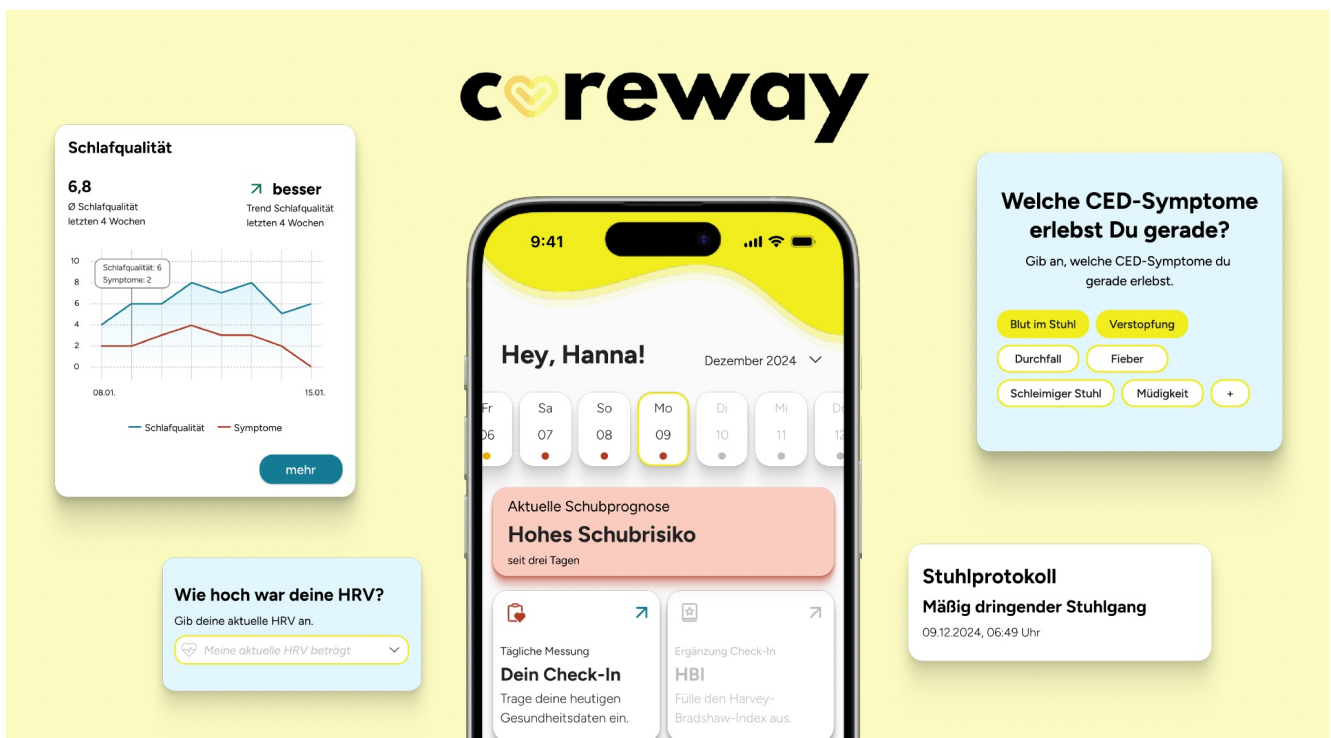 coreway
Schlafqualität
6,8
Ø Schlafqualität
letzten 4 Wochen
besser
Trend Schlafqualität
letzten 4 Wochen
10
8
6
4
2
0
Schlafqualität: 6
Symptome: 2
08.01.
15.01.
Schlafqualität
Symptome
mehr
Wie hoch war deine HRV?
Gib deine aktuelle HRV an.
Meine aktuelle HRV beträgt
9:41
Hey, Hanna!
Dezember 2024
Fr
06
Sa
07
So
08
Mo
09
Di
10
Mi
11
Do
12
Aktuelle Schubprognose
Hohes Schubrisiko
seit drei Tagen
Tägliche Messung
Dein Check-In
Trage deine heutigen
Gesundheitsdaten ein.
Ergänzung Check-In
HBI
Fülle den Harvey-
Bradshaw-Index aus.
Welche CED-Symptome
erlebst Du gerade?
Gib an, welche CED-Symptome du
gerade erlebst.
Blut im Stuhl
Verstopfung
Durchfall
Fieber
Schleimiger Stuhl
Müdigkeit
+
Stuhlprotokoll
Mäßig dringender Stuhlgang
09.12.2024, 06:49 Uhr